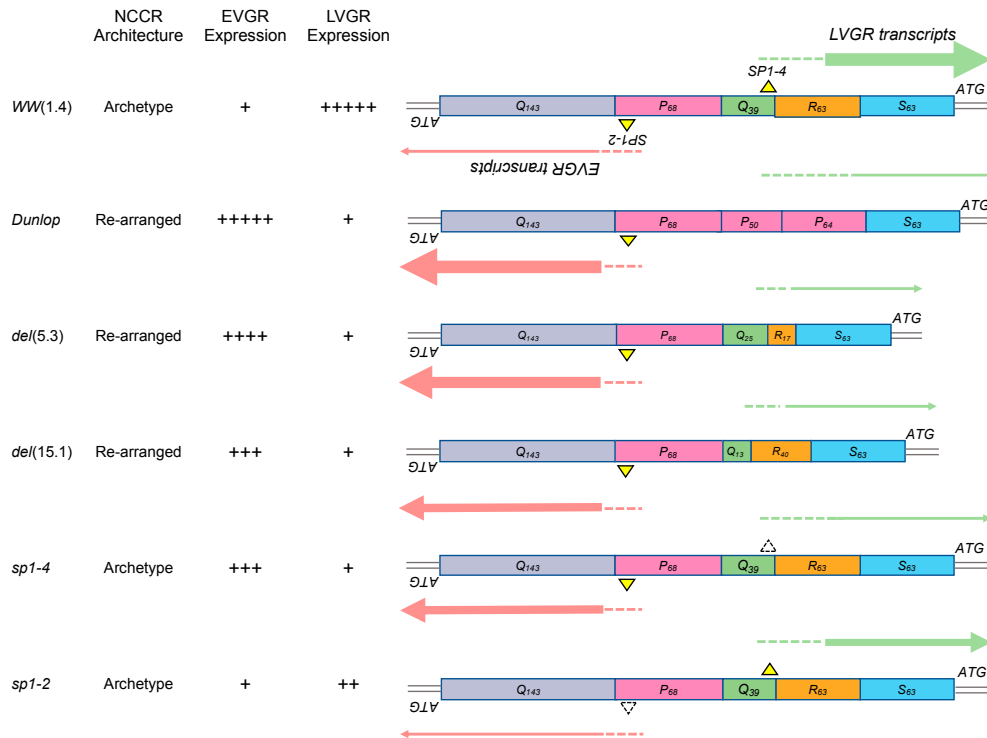 NCCR Architecture EVGR Expression LVGR Expression
LVGR transcripts
SP1-4
WW(1.4) Archetype + +++++ ATG Q143 P68 Q39 R63 S63 ATG
SP1-2
EVGR transcripts
Dunlop Re-arranged +++++ + ATG Q143 P68 P50 P64 S63 ATG
del(5.3) Re-arranged ++++ + ATG Q143 P68 Q25 R17 S63 ATG
del(15.1) Re-arranged +++ + ATG Q143 P68 Q13 R40 S63 ATG
sp1-4 Archetype +++ + ATG Q143 P68 Q39 R63 S63 ATG
sp1-2 Archetype + ++ ATG Q143 P68 Q39 R63 S63 ATG